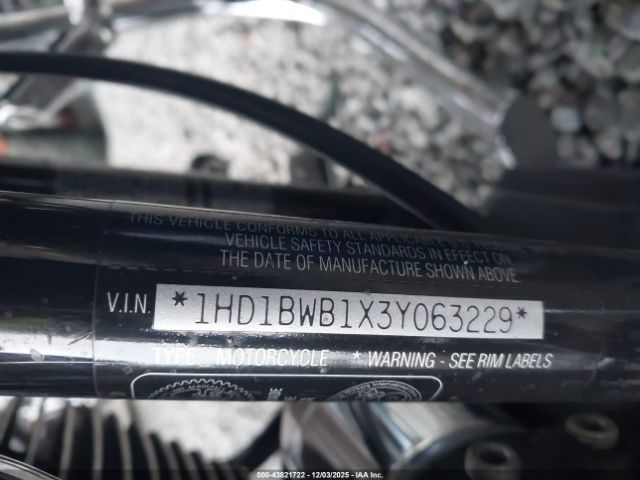 THIS VEHICLE CONFORMS TO ALL APPLICABLE U.S. FEDERAL
VEHICLE SAFETY STANDARDS IN EFFECT ON
THE DATE OF MANUFACTURE SHOWN ABOVE.
V.I.N. *1HD1BWB1X3Y063229*
TYPE: MOTORCYCLE * WARNING - SEE RIM LABELS
000-43821722 - 12/03/2025 - IAA Inc.